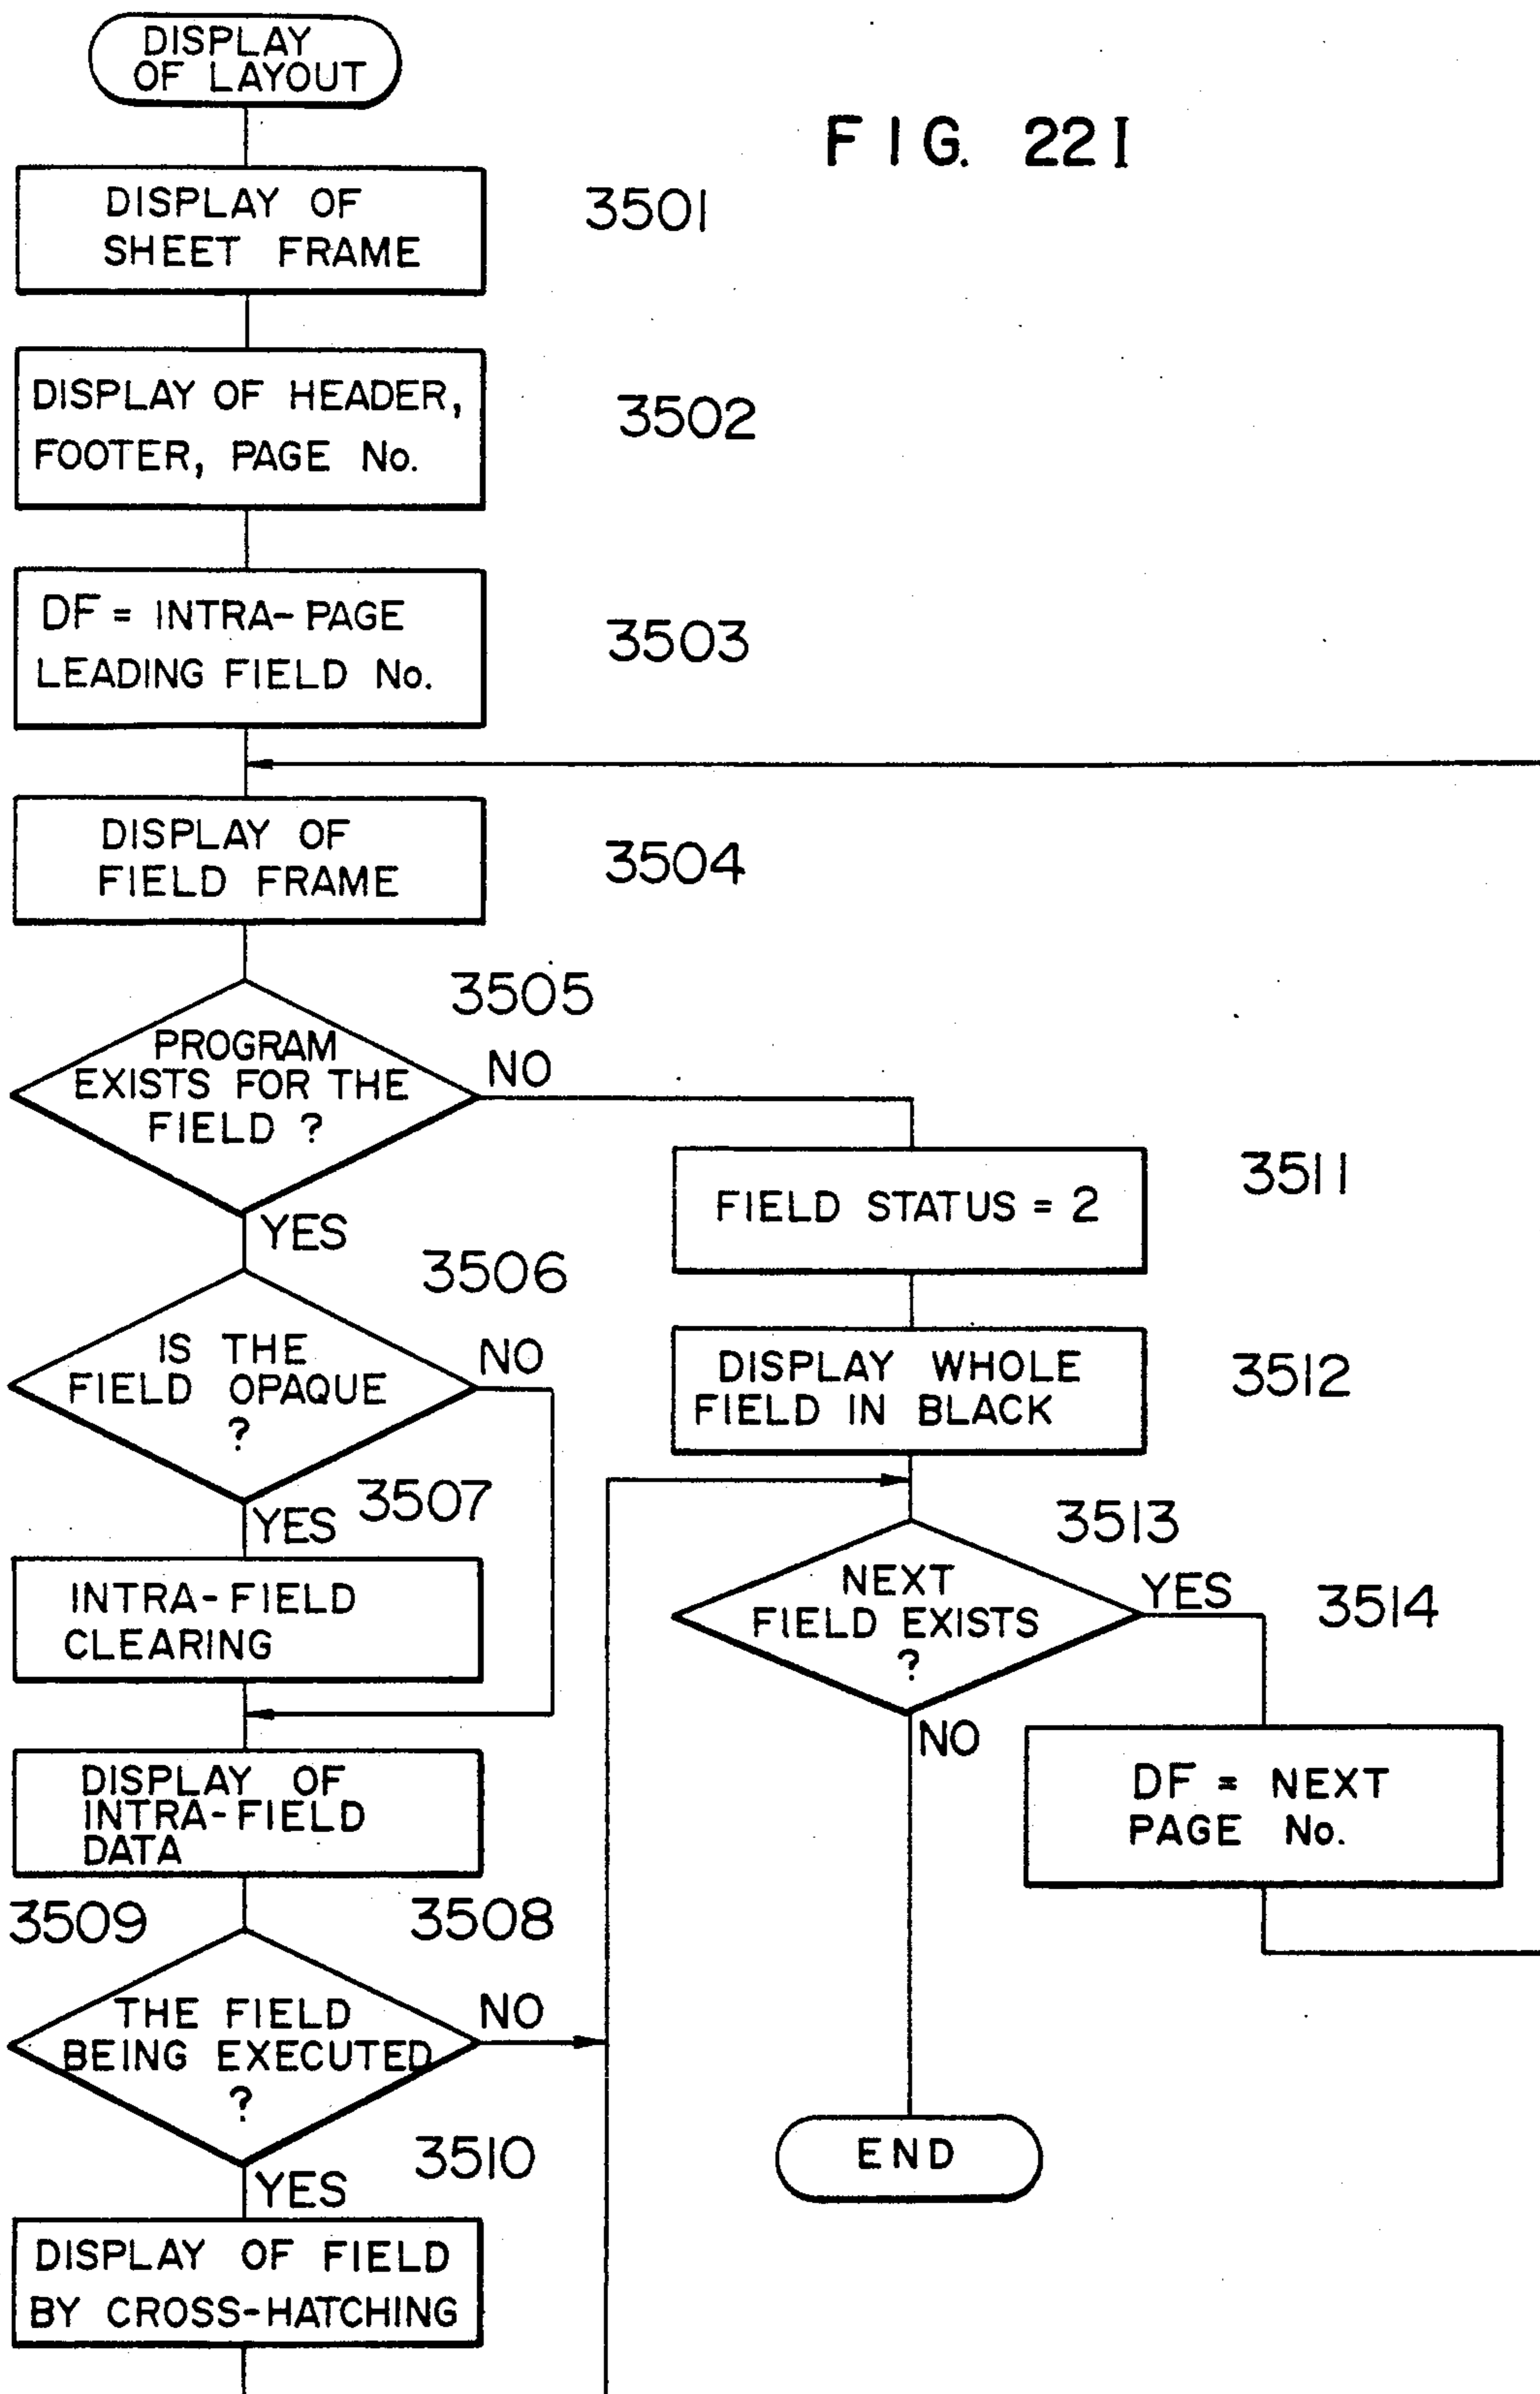 DISPLAY
OF LAYOUT
FIG. 22I
DISPLAY OF
SHEET FRAME
3501
DISPLAY OF HEADER,
FOOTER, PAGE No.
3502
DF = INTRA-PAGE
LEADING FIELD No.
3503
DISPLAY OF
FIELD FRAME
3504
3505
PROGRAM
EXISTS FOR THE
FIELD ?
NO
YES
3506
IS THE
FIELD OPAQUE
?
NO
YES
3507
INTRA-FIELD
CLEARING
DISPLAY OF
INTRA-FIELD
DATA
3509
3508
THE FIELD
BEING EXECUTED
?
NO
YES
3510
DISPLAY OF FIELD
BY CROSS-HATCHING
FIELD STATUS = 2
3511
DISPLAY WHOLE
FIELD IN BLACK
3512
3513
NEXT
FIELD EXISTS
?
YES
NO
3514
DF = NEXT
PAGE No.
END